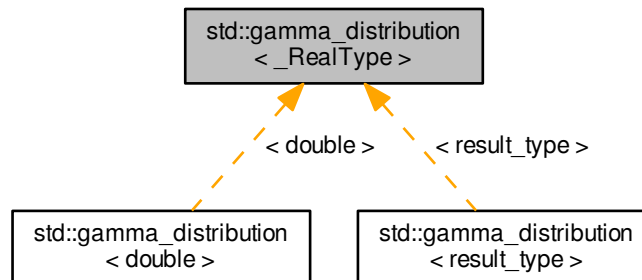 std::gamma_distribution
< _RealType >
< double >
< result_type >
std::gamma_distribution
< double >
std::gamma_distribution
< result_type >